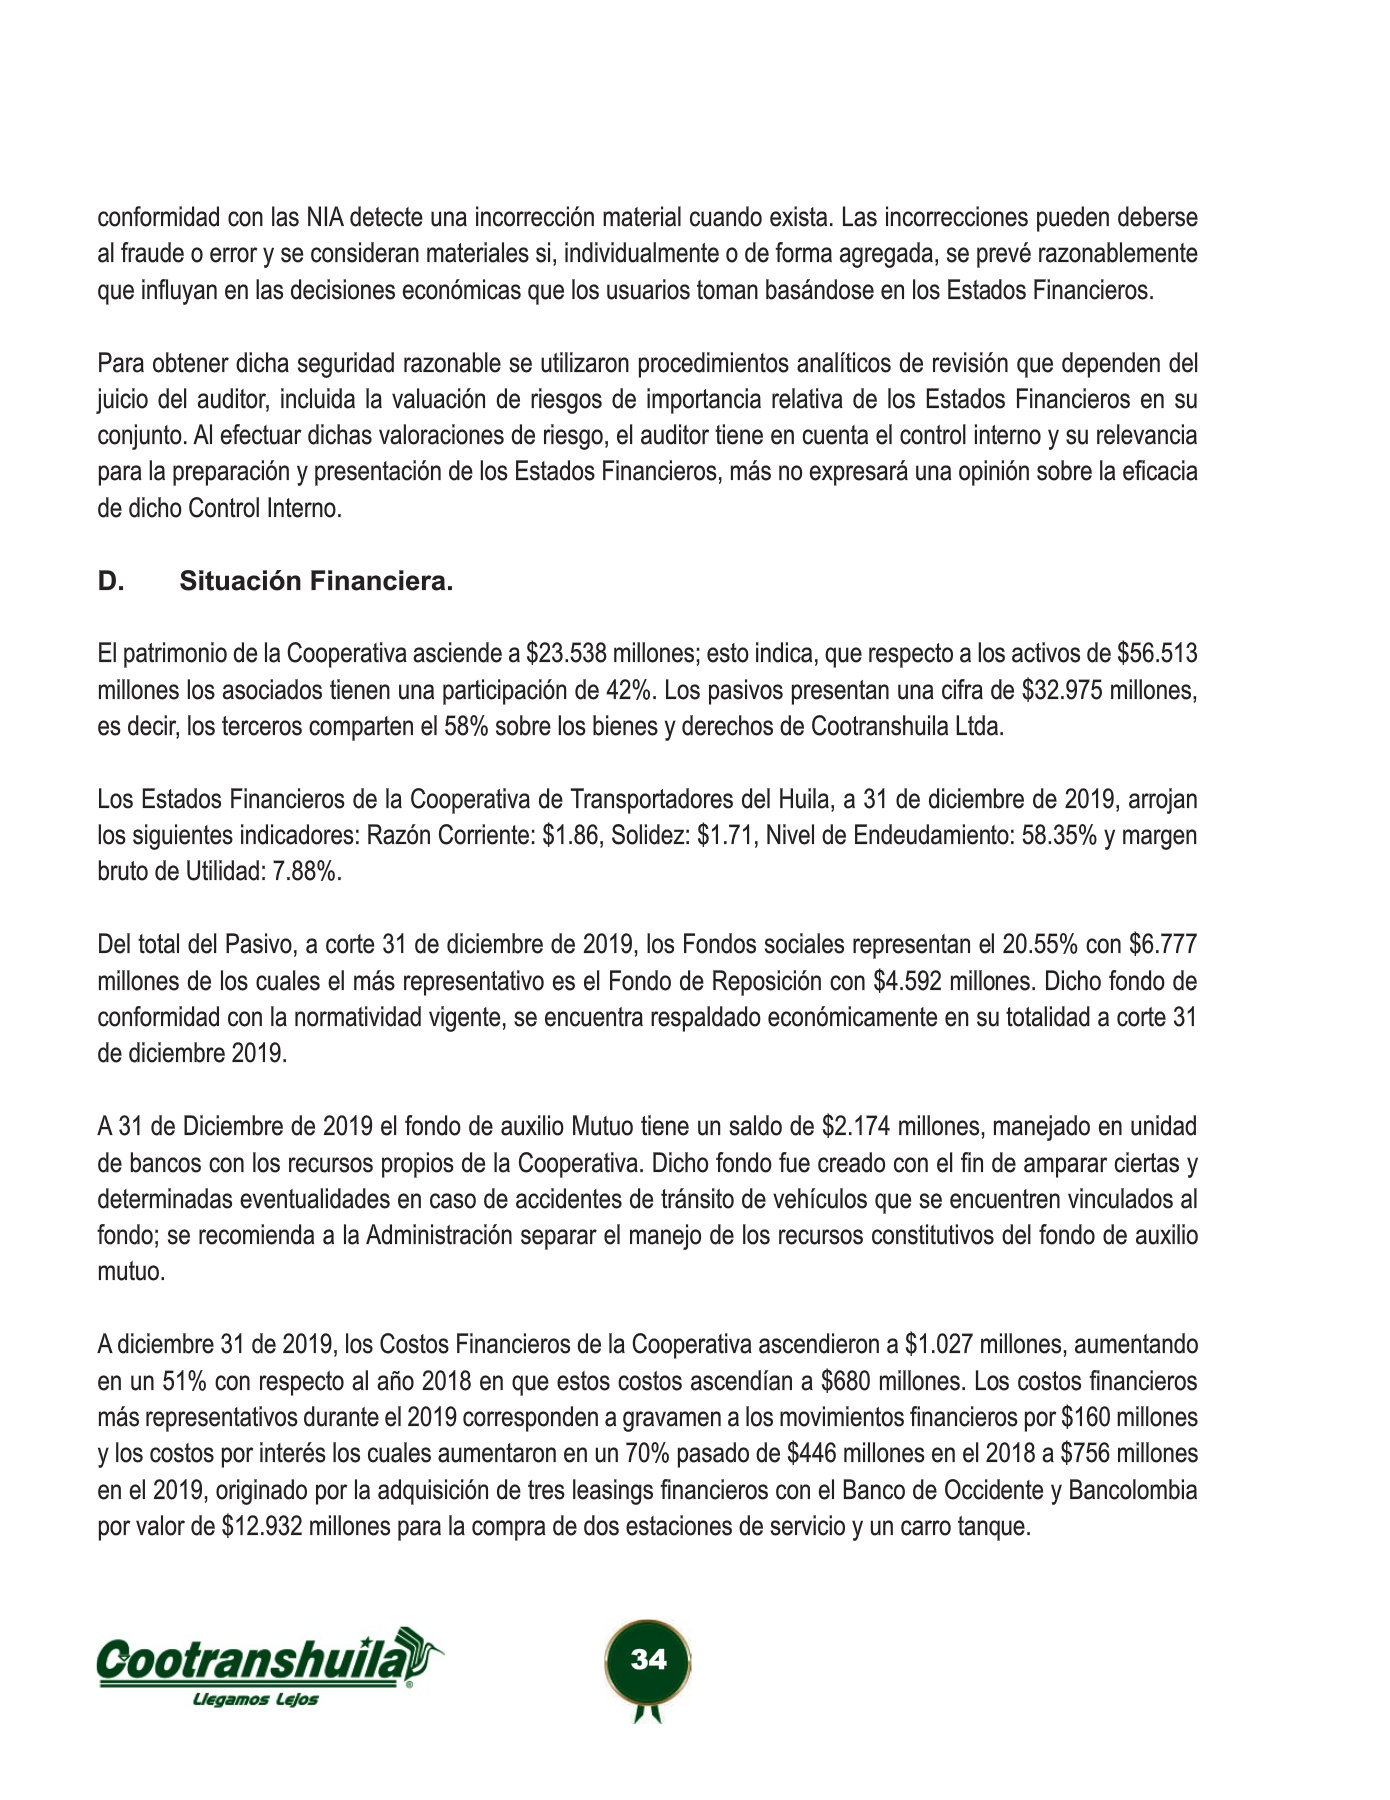 conformidad con las NIA detecte una incorrección material cuando exista. Las incorrecciones pueden deberse
al fraude o error y se consideran materiales si, individualmente o de forma agregada, se prevé razonablemente
que influyan en las decisiones económicas que los usuarios toman basándose en los Estados Financieros.
Para obtener dicha seguridad razonable se utilizaron procedimientos analíticos de revisión que dependen del
juicio del auditor, incluida la valuación de riesgos de importancia relativa de los Estados Financieros en su
conjunto. Al efectuar dichas valoraciones de riesgo, el auditor tiene en cuenta el control interno y su relevancia
para la preparación y presentación de los Estados Financieros, más no expresará una opinión sobre la eficacia
de dicho Control Interno.
D. Situación Financiera.
El patrimonio de la Cooperativa asciende a $23.538 millones; esto indica, que respecto a los activos de $56.513
millones los asociados tienen una participación de 42%. Los pasivos presentan una cifra de $32.975 millones,
es decir, los terceros comparten el 58% sobre los bienes y derechos de Cootranshuila Ltda.
Los Estados Financieros de la Cooperativa de Transportadores del Huila, a 31 de diciembre de 2019, arrojan
los siguientes indicadores: Razón Corriente: $1.86, Solidez: $1.71, Nivel de Endeudamiento: 58.35% y margen
bruto de Utilidad: 7.88%.
Del total del Pasivo, a corte 31 de diciembre de 2019, los Fondos sociales representan el 20.55% con $6.777
millones de los cuales el más representativo es el Fondo de Reposición con $4.592 millones. Dicho fondo de
conformidad con la normatividad vigente, se encuentra respaldado económicamente en su totalidad a corte 31
de diciembre 2019.
A 31 de Diciembre de 2019 el fondo de auxilio Mutuo tiene un saldo de $2.174 millones, manejado en unidad
de bancos con los recursos propios de la Cooperativa. Dicho fondo fue creado con el fin de amparar ciertas y
determinadas eventualidades en caso de accidentes de tránsito de vehículos que se encuentren vinculados al
fondo; se recomienda a la Administración separar el manejo de los recursos constitutivos del fondo de auxilio
mutuo.
A diciembre 31 de 2019, los Costos Financieros de la Cooperativa ascendieron a $1.027 millones, aumentando
en un 51% con respecto al año 2018 en que estos costos ascendían a $680 millones. Los costos financieros
más representativos durante el 2019 corresponden a gravamen a los movimientos financieros por $160 millones
y los costos por interés los cuales aumentaron en un 70% pasado de $446 millones en el 2018 a $756 millones
en el 2019, originado por la adquisición de tres leasings financieros con el Banco de Occidente y Bancolombia
por valor de $12.932 millones para la compra de dos estaciones de servicio y un carro tanque.
Cootranshuila ®
Llegamos Lejos
34